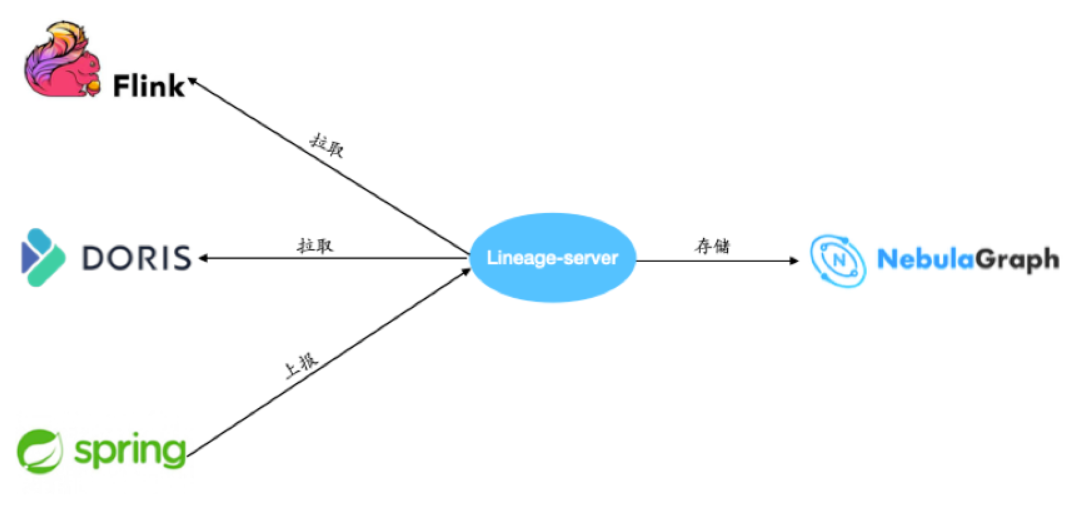 Flink
拉取
DORIS
拉取
Lineage-server
存储
N
NebulaGraph
上报
spring